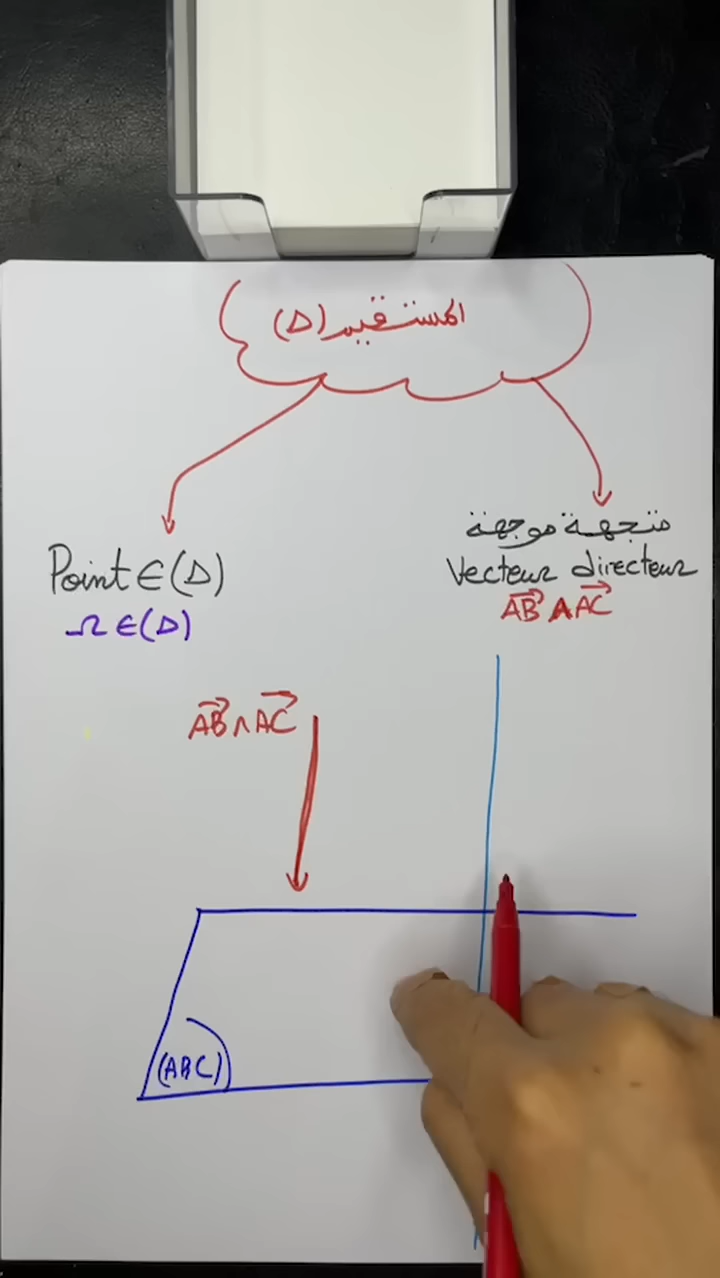 المستقيم (Δ)
Point ∈ (Δ)
Ω ∈ (Δ)
متجهة موجهة
Vecteur directeur
AB⃗ ∧ AC⃗
AB⃗ ∧ AC⃗
(ABC)